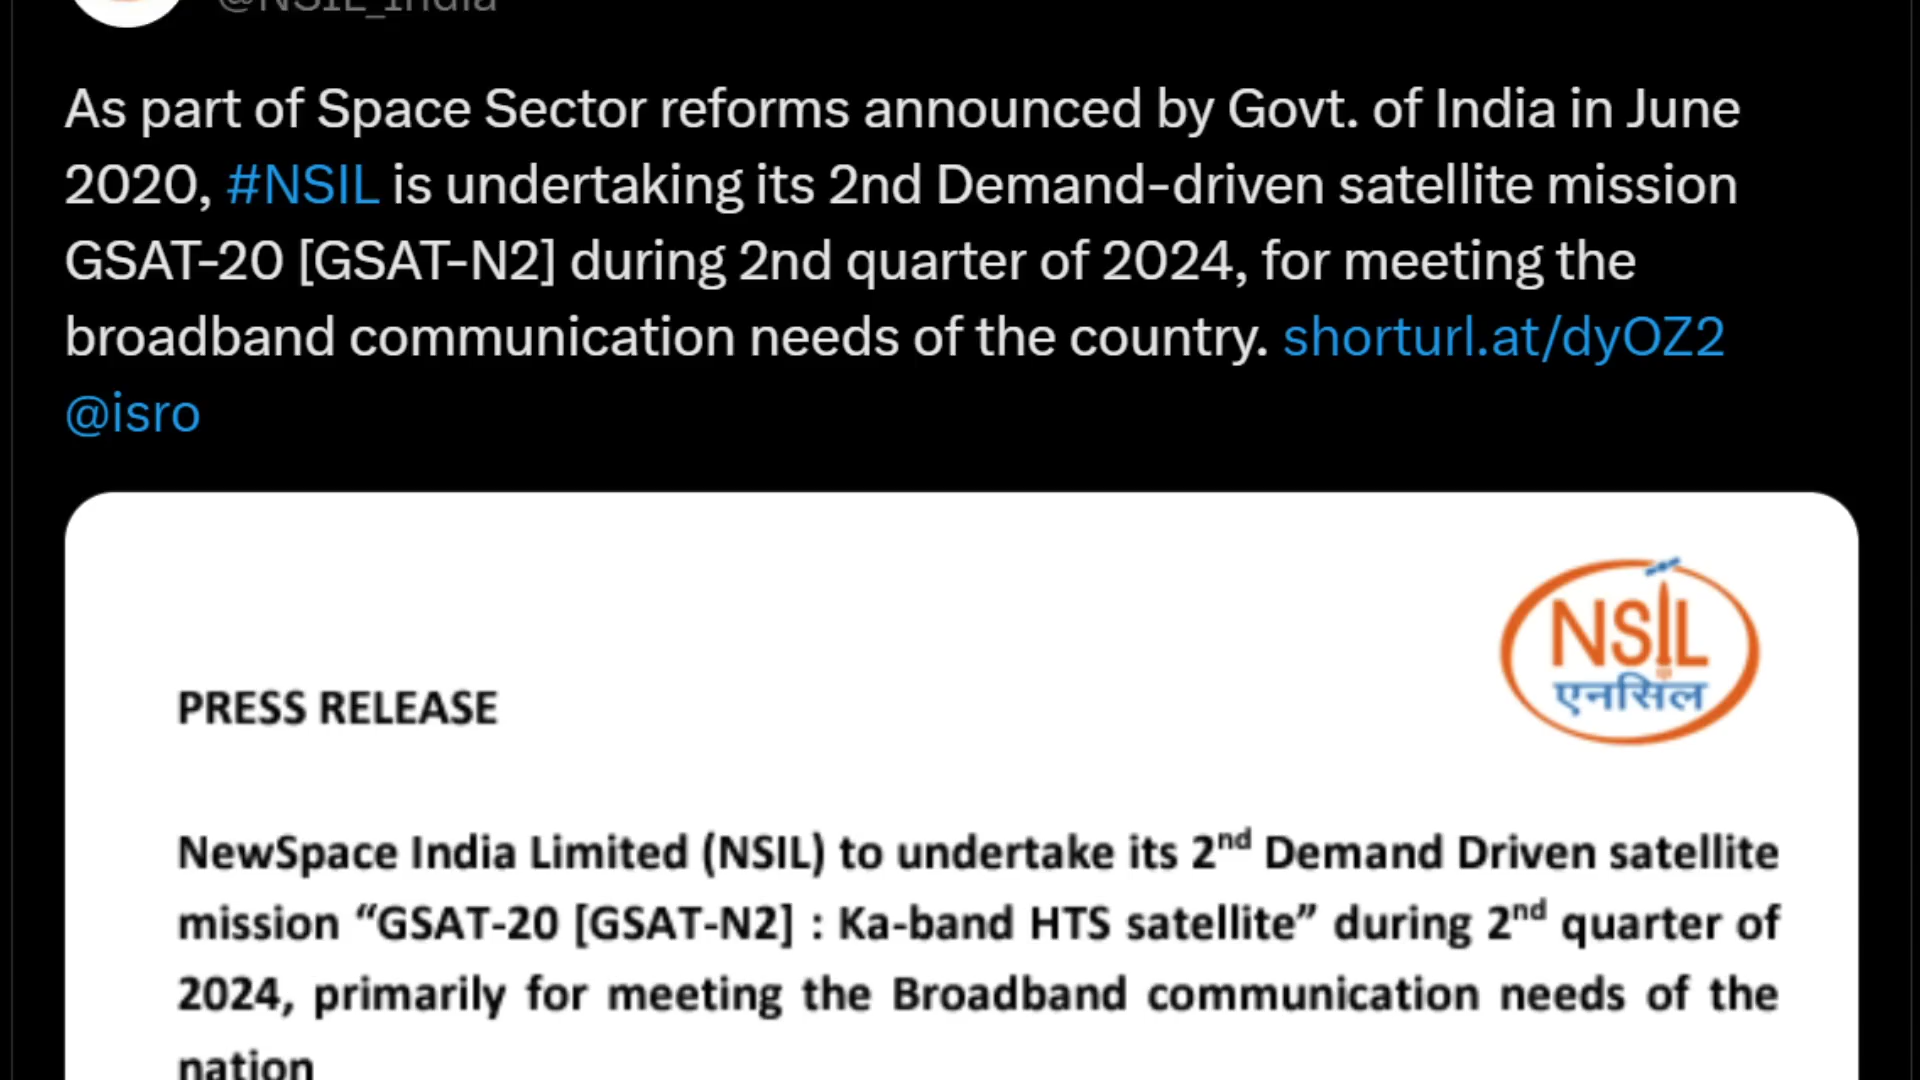 @NSIL_India
As part of Space Sector reforms announced by Govt. of India in June
2020, #NSIL is undertaking its 2nd Demand-driven satellite mission
GSAT-20 [GSAT-N2] during 2nd quarter of 2024, for meeting the
broadband communication needs of the country. shorturl.at/dyOZ2
@isro
NSIL
एनसिल
PRESS RELEASE
NewSpace India Limited (NSIL) to undertake its 2nd Demand Driven satellite
mission “GSAT-20 [GSAT-N2] : Ka-band HTS satellite” during 2nd quarter of
2024, primarily for meeting the Broadband communication needs of the
nation